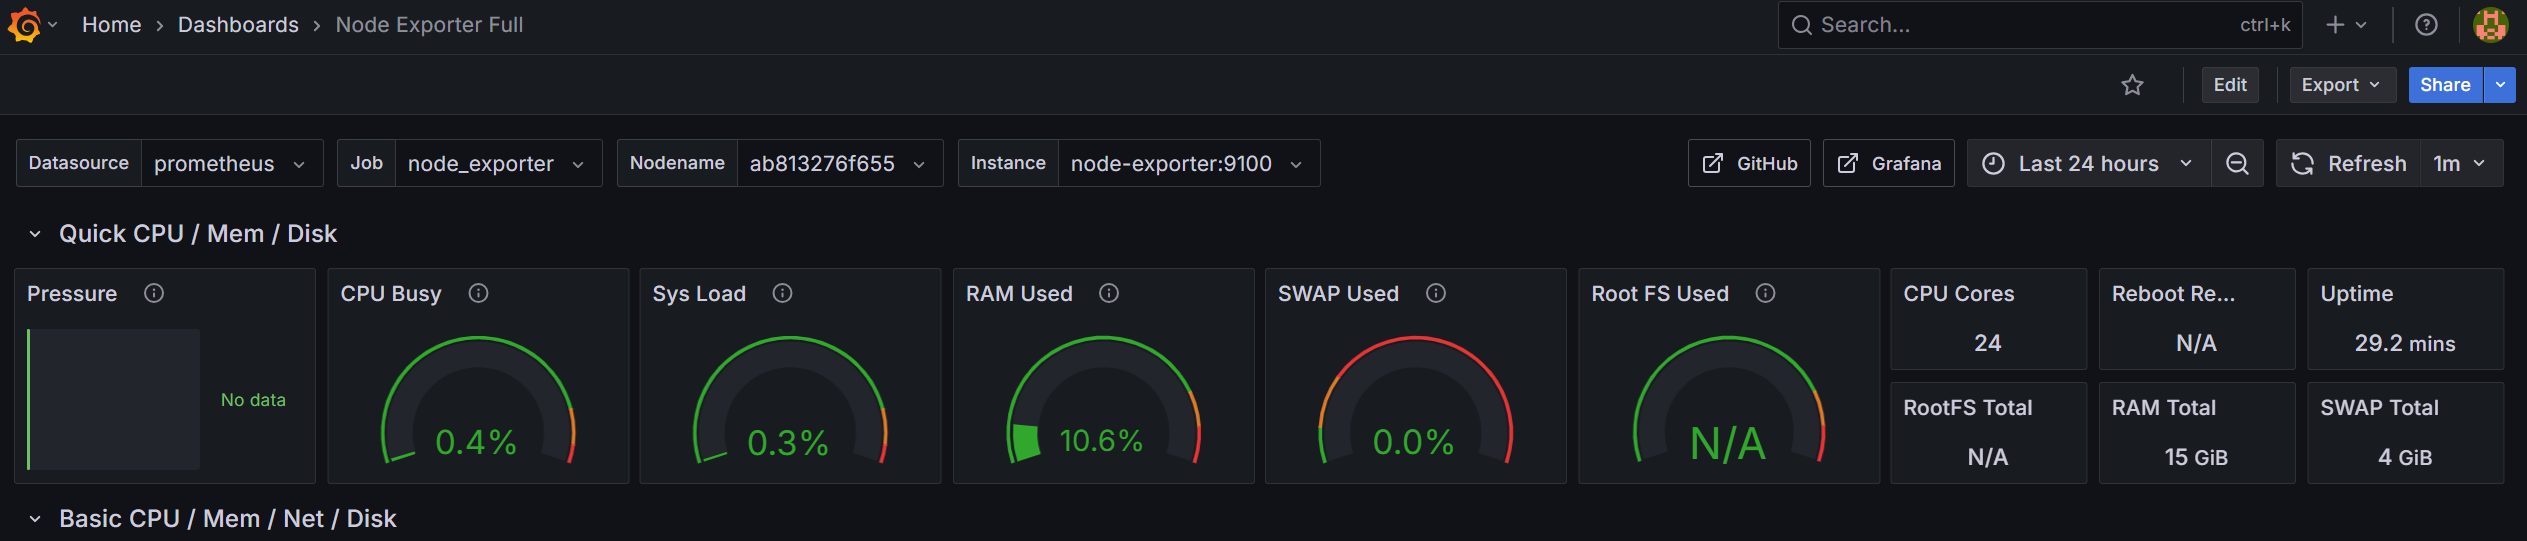 Home > Dashboards > Node Exporter Full
Search... ctrl+k
Edit Export Share
Datasource prometheus Job node_exporter Nodename ab813276f655 Instance node-exporter:9100 GitHub Grafana Last 24 hours Refresh 1m
Quick CPU / Mem / Disk
Pressure
No data
CPU Busy
0.4%
Sys Load
0.3%
RAM Used
10.6%
SWAP Used
0.0%
Root FS Used
N/A
CPU Cores
24
Reboot Re...
N/A
Uptime
29.2 mins
RootFS Total
N/A
RAM Total
15 GiB
SWAP Total
4 GiB
Basic CPU / Mem / Net / Disk